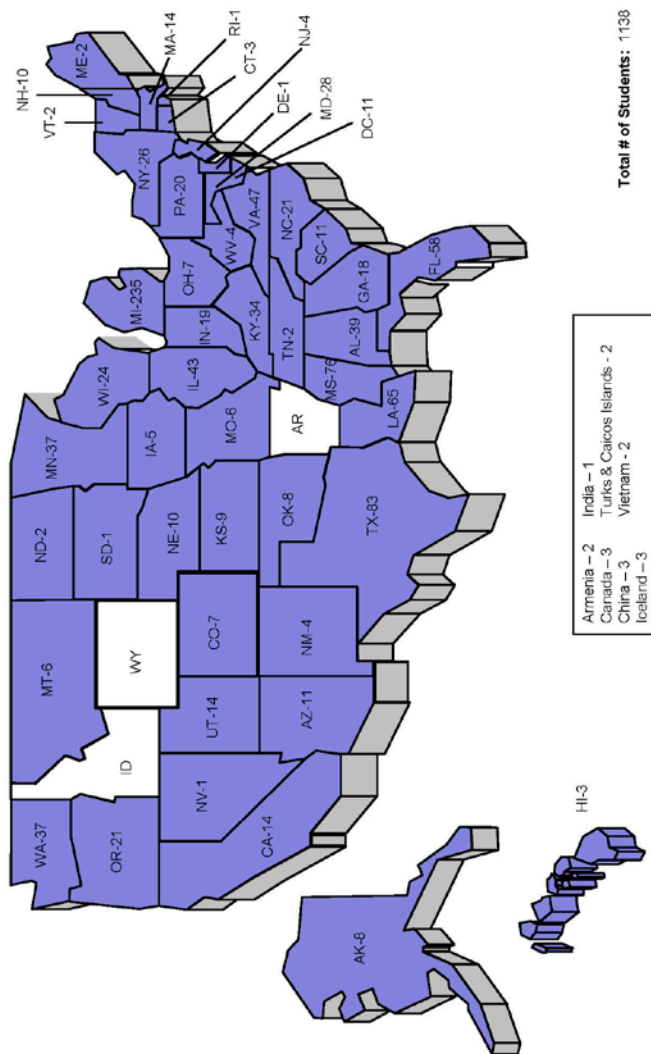 WA-37
OR-21
CA-14
NV-1
ID
MT-6
WY
UT-14
AZ-11
CO-7
NM-4
ND-2
SD-1
NE-10
KS-9
OK-8
TX-83
MN-37
IA-5
MO-6
AR
LA-65
WI-24
IL-43
MS-76
MI-235
IN-19
KY-34
TN-2
AL-39
OH-7
WV-4
GA-18
FL-58
SC-11
NC-21
VA-47
PA-20
NY-26
VT-2
NH-10
ME-2
MA-14
RI-1
CT-3
NJ-4
DE-1
MD-28
DC-11
AK-8
HI-3
Armenia – 2
Canada – 3
China – 3
Iceland – 3
India – 1
Turks & Caicos Islands - 2
Vietnam - 2
Total # of Students: 1138